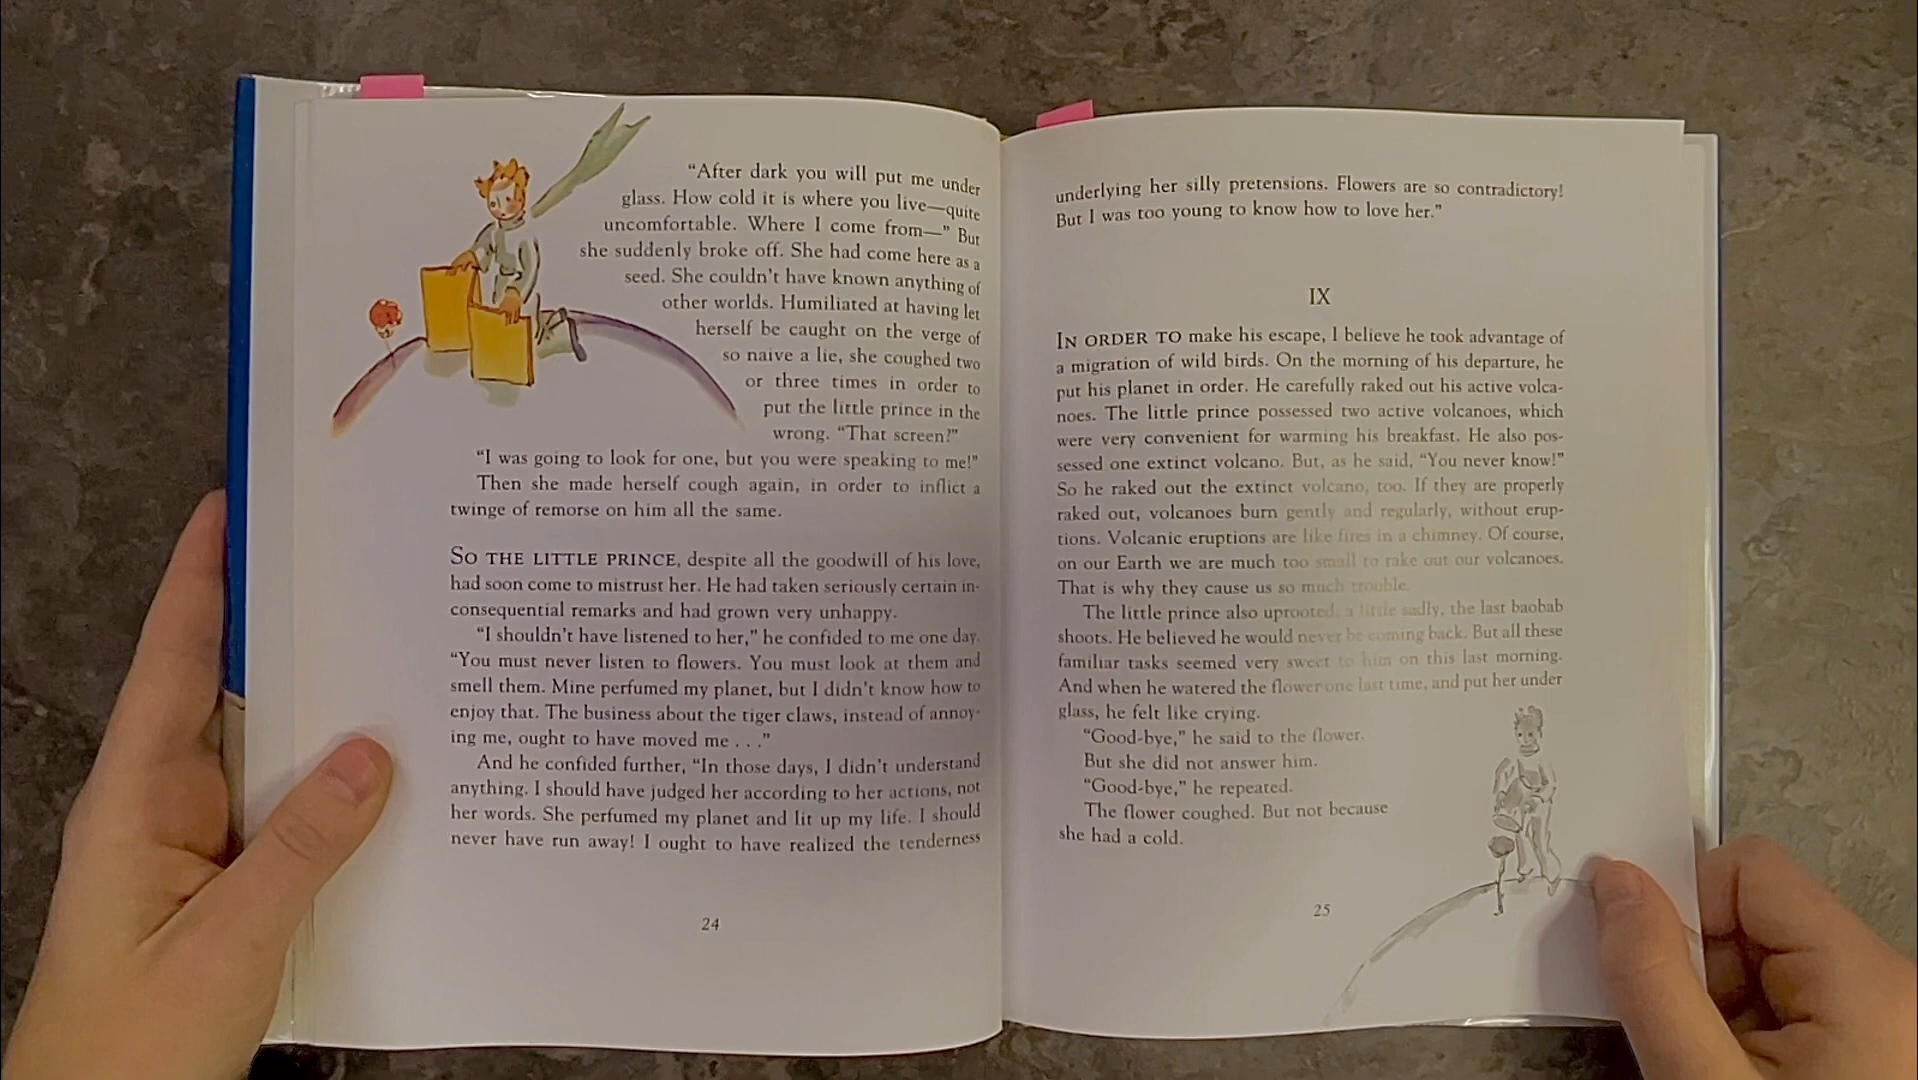 “After dark you will put me under
glass. How cold it is where you live—quite
uncomfortable. Where I come from—” But
she suddenly broke off. She had come here as a
seed. She couldn’t have known anything of
other worlds. Humiliated at having let
herself be caught on the verge of
so naive a lie, she coughed two
or three times in order to
put the little prince in the
wrong. “That screen?”
“I was going to look for one, but you were speaking to me!”
Then she made herself cough again, in order to inflict a
twinge of remorse on him all the same.
SO THE LITTLE PRINCE, despite all the goodwill of his love,
had soon come to mistrust her. He had taken seriously certain in-
consequential remarks and had grown very unhappy.
“I shouldn’t have listened to her,” he confided to me one day.
“You must never listen to flowers. You must look at them and
smell them. Mine perfumed my planet, but I didn’t know how to
enjoy that. The business about the tiger claws, instead of annoy-
ing me, ought to have moved me . . .”
And he confided further, “In those days, I didn’t understand
anything. I should have judged her according to her actions, not
her words. She perfumed my planet and lit up my life. I should
never have run away! I ought to have realized the tenderness
24
underlying her silly pretensions. Flowers are so contradictory!
But I was too young to know how to love her.”
IX
IN ORDER TO make his escape, I believe he took advantage of
a migration of wild birds. On the morning of his departure, he
put his planet in order. He carefully raked out his active volca-
noes. The little prince possessed two active volcanoes, which
were very convenient for warming his breakfast. He also pos-
sessed one extinct volcano. But, as he said, “You never know!”
So he raked out the extinct volcano, too. If they are properly
raked out, volcanoes burn gently and regularly, without erup-
tions. Volcanic eruptions are like fires in a chimney. Of course,
on our Earth we are much too small to rake out our volcanoes.
That is why they cause us so much trouble.
The little prince also uprooted, a little sadly, the last baobab
shoots. He believed he would never be coming back. But all these
familiar tasks seemed very sweet to him on this last morning.
And when he watered the flower one last time, and put her under
glass, he felt like crying.
“Good-bye,” he said to the flower.
But she did not answer him.
“Good-bye,” he repeated.
The flower coughed. But not because
she had a cold.
25